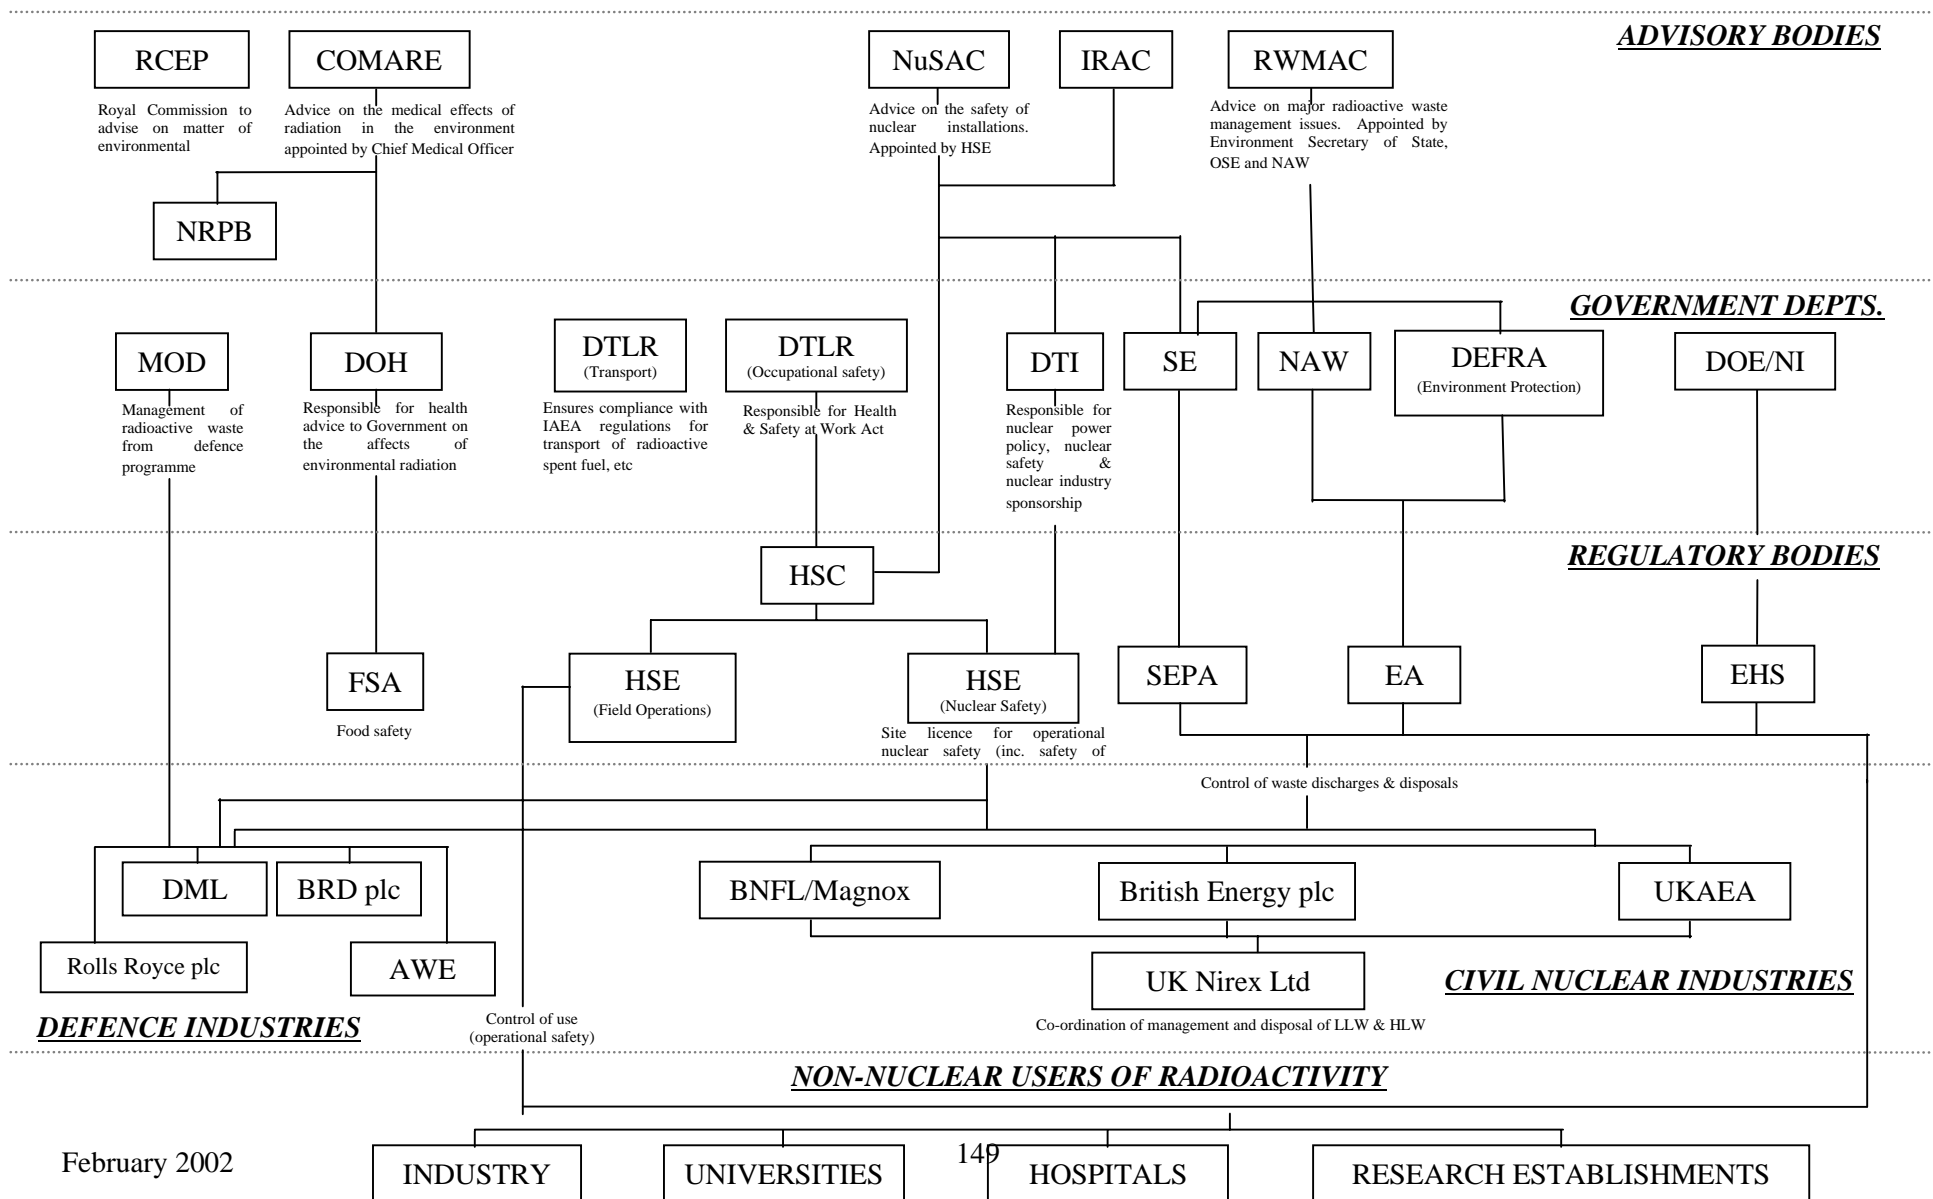 ADVISORY BODIES
RCEP
COMARE
NuSAC
IRAC
RWMAC
Royal Commission to
advise on matter of
environmental
Advice on the medical effects of
radiation in the environment
appointed by Chief Medical Officer
Advice on the safety of
nuclear installations.
Appointed by HSE
Advice on major radioactive waste
management issues. Appointed by
Environment Secretary of State,
OSE and NAW
NRPB
GOVERNMENT DEPTS.
MOD
DOH
DTLR
(Transport)
DTLR
(Occupational safety)
DTI
SE
NAW
DEFRA
(Environment Protection)
DOE/NI
Management of
radioactive waste
from defence
programme
Responsible for health
advice to Government on
the affects of
environmental radiation
Ensures compliance with
IAEA regulations for
transport of radioactive
spent fuel, etc
Responsible for Health
& Safety at Work Act
Responsible for
nuclear power
policy, nuclear
safety &
nuclear industry
sponsorship
REGULATORY BODIES
HSC
FSA
Food safety
HSE
(Field Operations)
HSE
(Nuclear Safety)
Site licence for operational
nuclear safety (inc. safety of
SEPA
EA
EHS
Control of waste discharges & disposals
DML
BRD plc
BNFL/Magnox
British Energy plc
UKAEA
Rolls Royce plc
AWE
UK Nirex Ltd
CIVIL NUCLEAR INDUSTRIES
DEFENCE INDUSTRIES
Control of use
(operational safety)
Co-ordination of management and disposal of LLW & HLW
NON-NUCLEAR USERS OF RADIOACTIVITY
February 2002
149
INDUSTRY
UNIVERSITIES
HOSPITALS
RESEARCH ESTABLISHMENTS